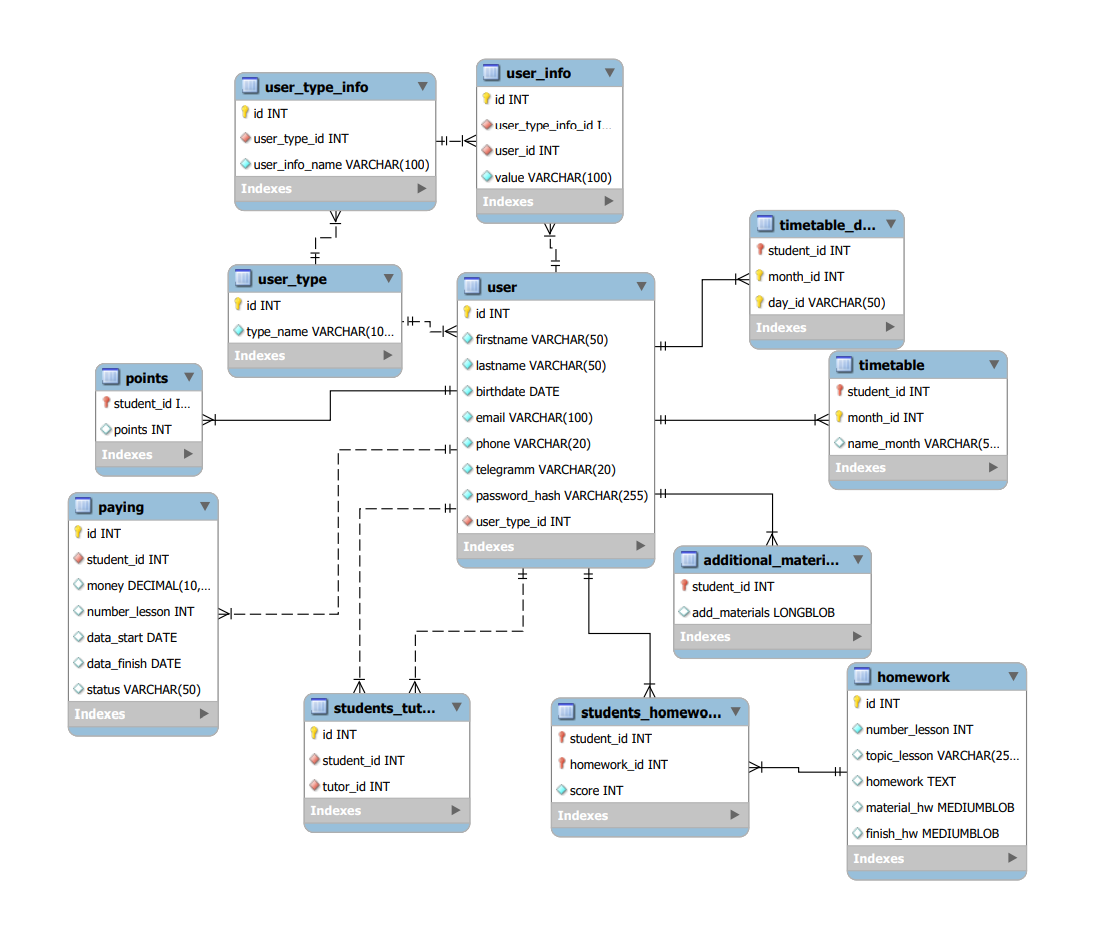 user_type_info
id INT
user_type_id INT
user_info_name VARCHAR(100)
Indexes
user_info
id INT
user_type_info_id I...
user_id INT
value VARCHAR(100)
Indexes
timetable_d...
student_id INT
month_id INT
day_id VARCHAR(50)
Indexes
user_type
id INT
type_name VARCHAR(10...
Indexes
user
id INT
firstname VARCHAR(50)
lastname VARCHAR(50)
birthdate DATE
email VARCHAR(100)
phone VARCHAR(20)
telegramm VARCHAR(20)
password_hash VARCHAR(255)
user_type_id INT
Indexes
timetable
student_id INT
month_id INT
name_month VARCHAR(5...
Indexes
points
student_id I...
points INT
Indexes
paying
id INT
student_id INT
money DECIMAL(10,...
number_lesson INT
data_start DATE
data_finish DATE
status VARCHAR(50)
Indexes
additional_materi...
student_id INT
add_materials LONGBLOB
Indexes
students_tut...
id INT
student_id INT
tutor_id INT
Indexes
students_homewo...
student_id INT
homework_id INT
score INT
Indexes
homework
id INT
number_lesson INT
topic_lesson VARCHAR(25...
homework TEXT
material_hw MEDIUMBLOB
finish_hw MEDIUMBLOB
Indexes